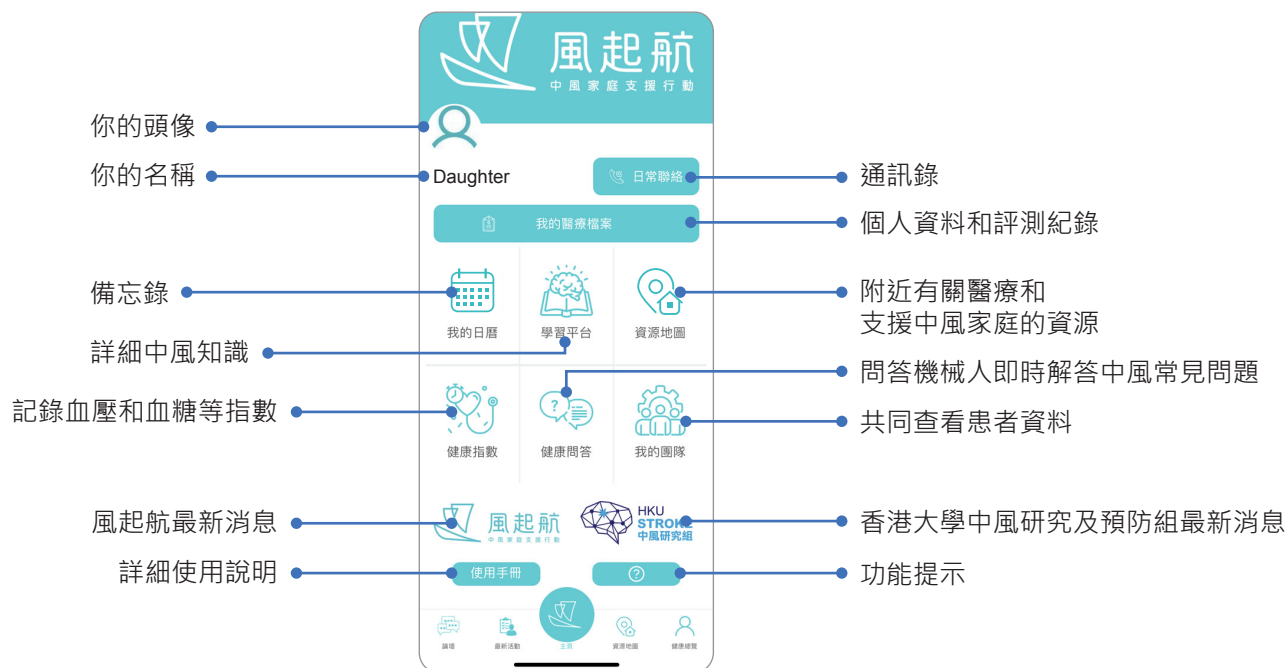 風起航
中風家庭支援行動
你的頭像
你的名稱
Daughter
日常聯絡
通訊錄
我的醫療檔案
個人資料和評測紀錄
備忘錄
我的日曆
學習平台
資源地圖
附近有關醫療和
支援中風家庭的資源
詳細中風知識
問答機械人即時解答中風常見問題
記錄血壓和血糖等指數
健康指數
健康問答
我的團隊
共同查看患者資料
風起航最新消息
風起航
中風家庭支援行動
HKU
STROKE
中風研究組
香港大學中風研究及預防組最新消息
詳細使用說明
使用手冊
?
功能提示
論壇
最新活動
主頁
資源地圖
健康總覽